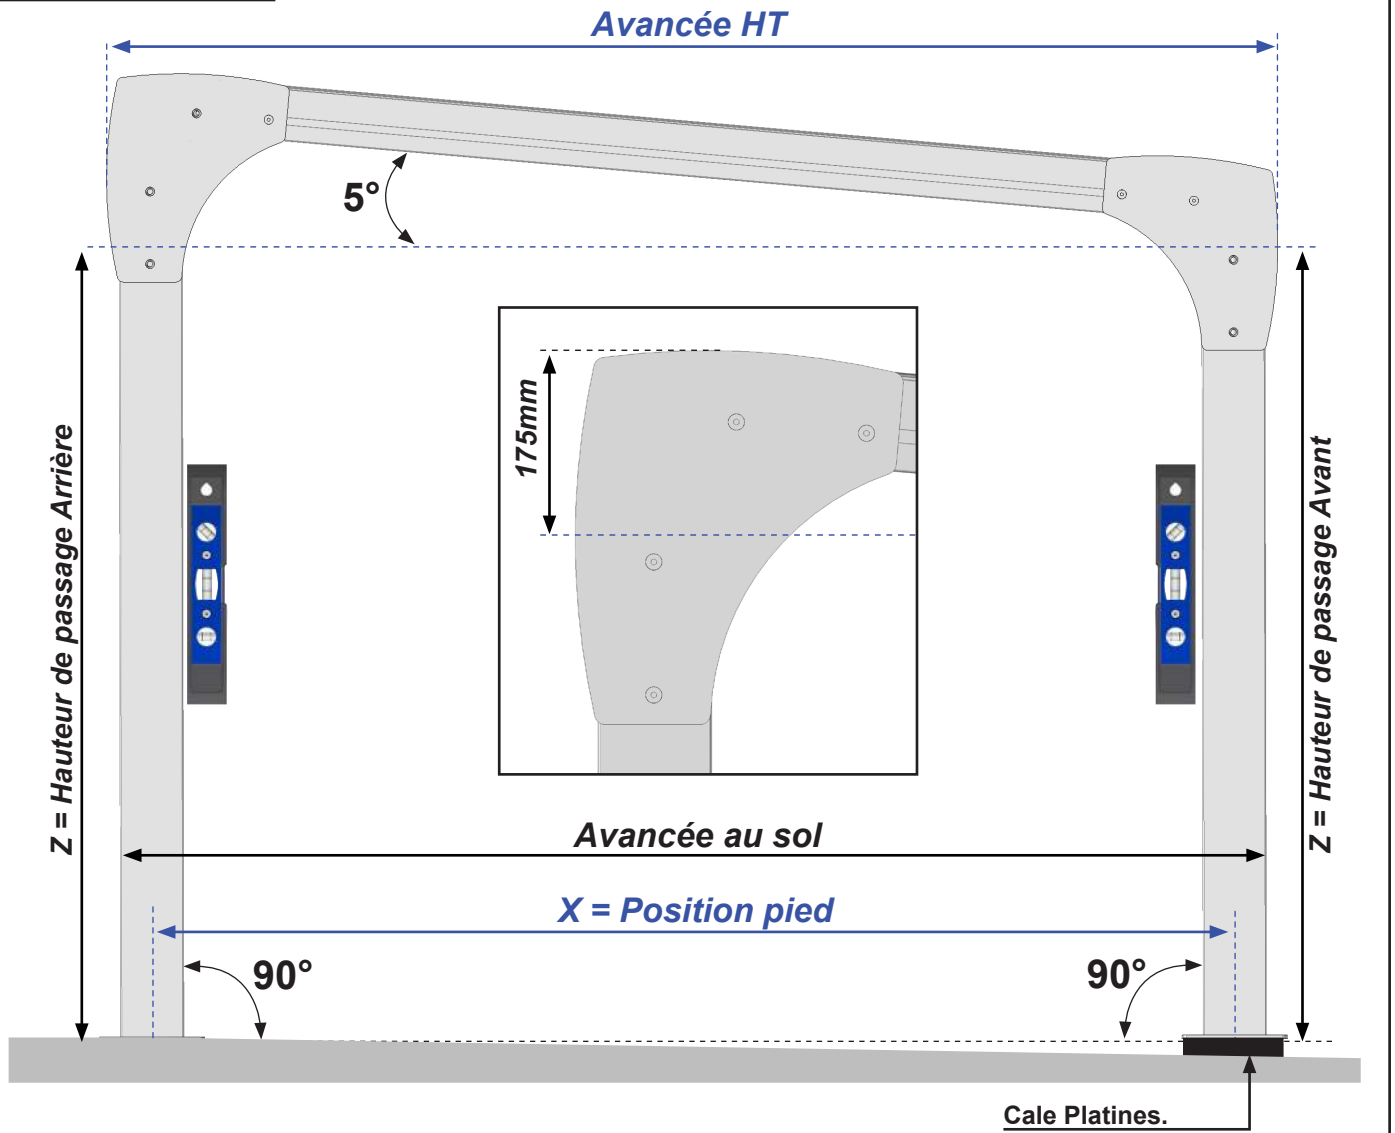 Avancée HT
5°
175mm
Z = Hauteur de passage Arrière
Z = Hauteur de passage Avant
Avancée au sol
X = Position pied
90°
90°
Cale Platines.